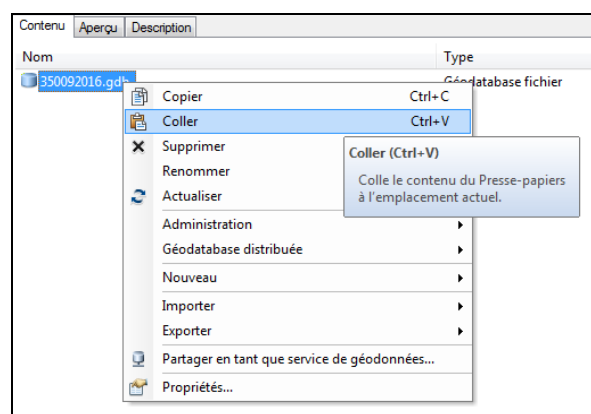 Contenu Aperçu Description
Nom Type
350092016.gdb Géodatabase fichier
Copier Ctrl+C
Coller Ctrl+V
Supprimer
Renommer
Actualiser
Administration
Géodatabase distribuée
Nouveau
Importer
Exporter
Partager en tant que service de géodonnées...
Propriétés...
Coller (Ctrl+V)
Colle le contenu du Presse-papiers
à l'emplacement actuel.